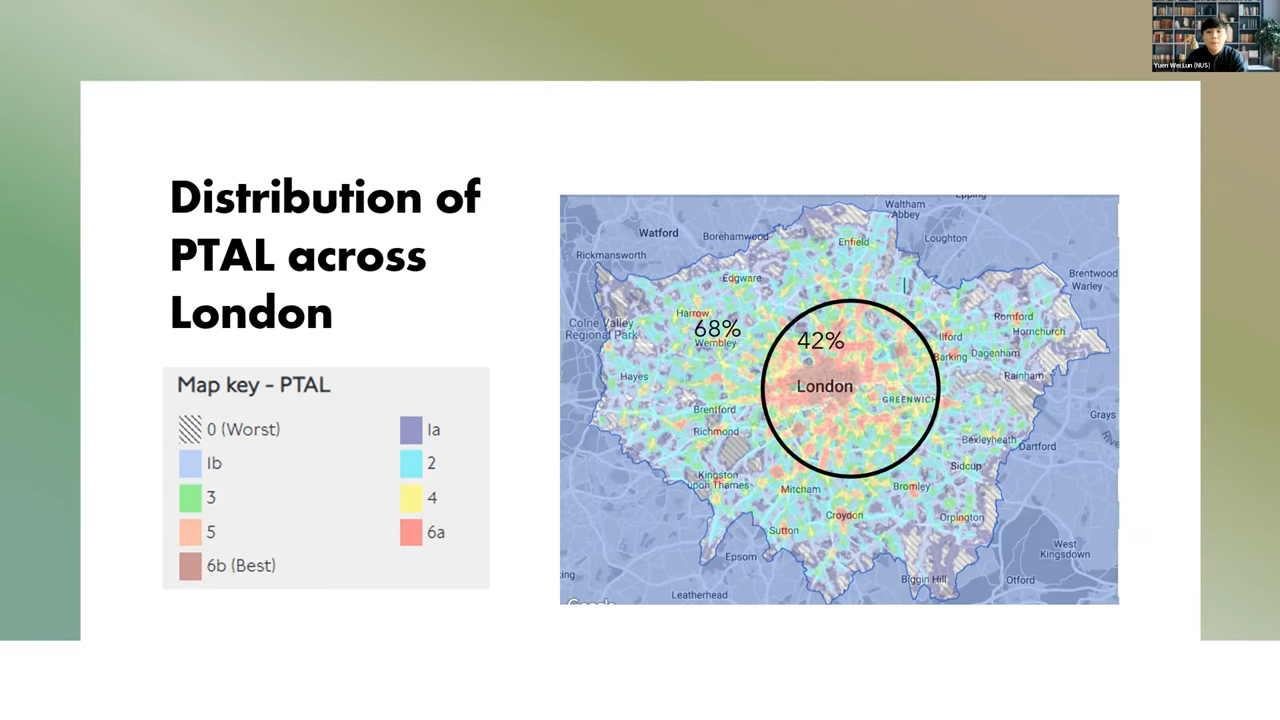 Yuen Wei Lun (NUS)
Distribution of
PTAL across
London
Map key - PTAL
0 (Worst)
Ia
Ib
2
3
4
5
6a
6b (Best)
Waltham
Abbey
Watford
Borehamwood
Loughton
Enfield
Rickmansworth
Edgware
Brentwood
Warley
Harrow
68%
Wembley
42%
Colne Valley
Regional Park
Romford
Hornchurch
Ilford
Barking
Dagenham
Hayes
London
Rainham
GREENWICH
Brentford
Grays
Richmond
Bexleyheath
Dartford
Sidcup
Kingston
upon Thames
Mitcham
Bromley
Croydon
Orpington
Sutton
Epsom
West
Kingsdown
Biggin Hill
Otford
Leatherhead
Google